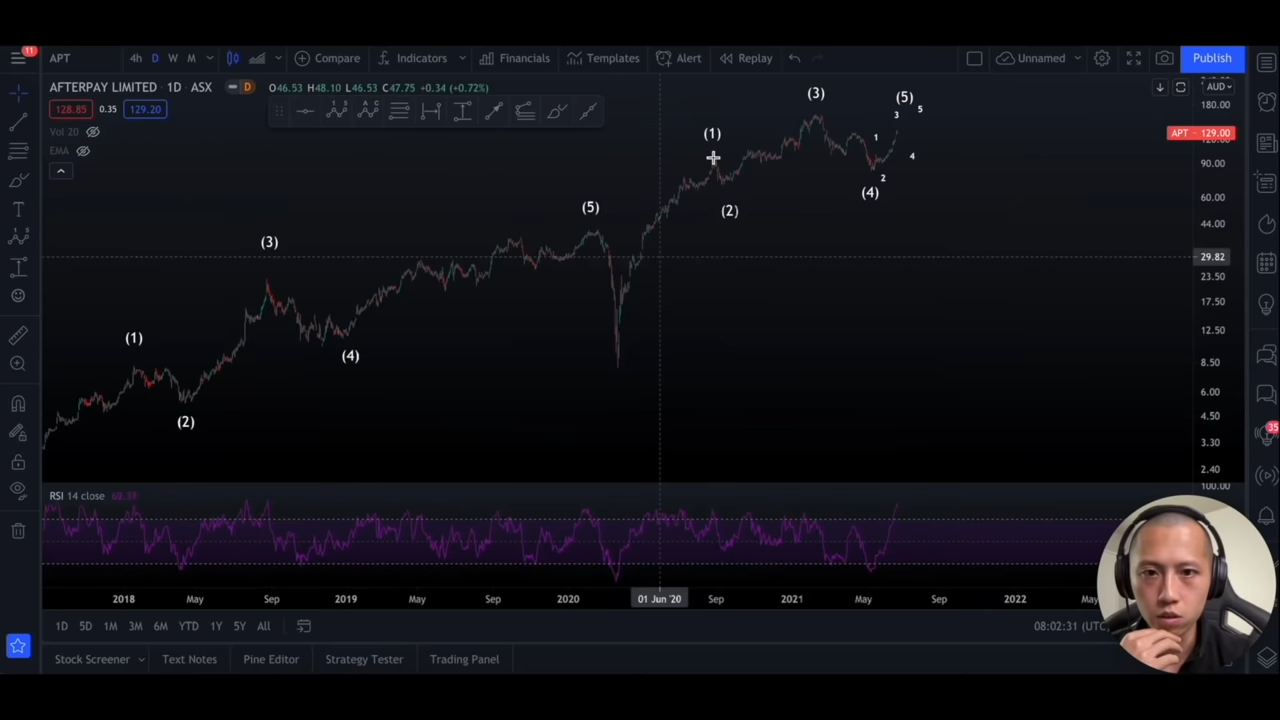 11
APT
4h D W M
Compare
Indicators
Financials
Templates
Alert
Replay
Unnamed
Publish
AFTERPAY LIMITED · 1D · ASX
D
O46.53 H48.10 L46.53 C47.75 +0.34 (+0.72%)
AUD
128.85 0.35 129.20
Vol 20
EMA
180.00
APT 129.00
90.00
60.00
44.00
29.82
23.50
17.50
12.50
8.50
6.00
4.50
3.30
2.40
100.00
(1)
(2)
(3)
(4)
(5)
(1)
(2)
(3)
(4)
(5)
1
2
3
4
5
35
RSI 14 close
2018 May Sep 2019 May Sep 2020 01 Jun '20 Sep 2021 May Sep 2022 May
1D 5D 1M 3M 6M YTD 1Y 5Y All
08:02:31 (UTC
Stock Screener
Text Notes
Pine Editor
Strategy Tester
Trading Panel